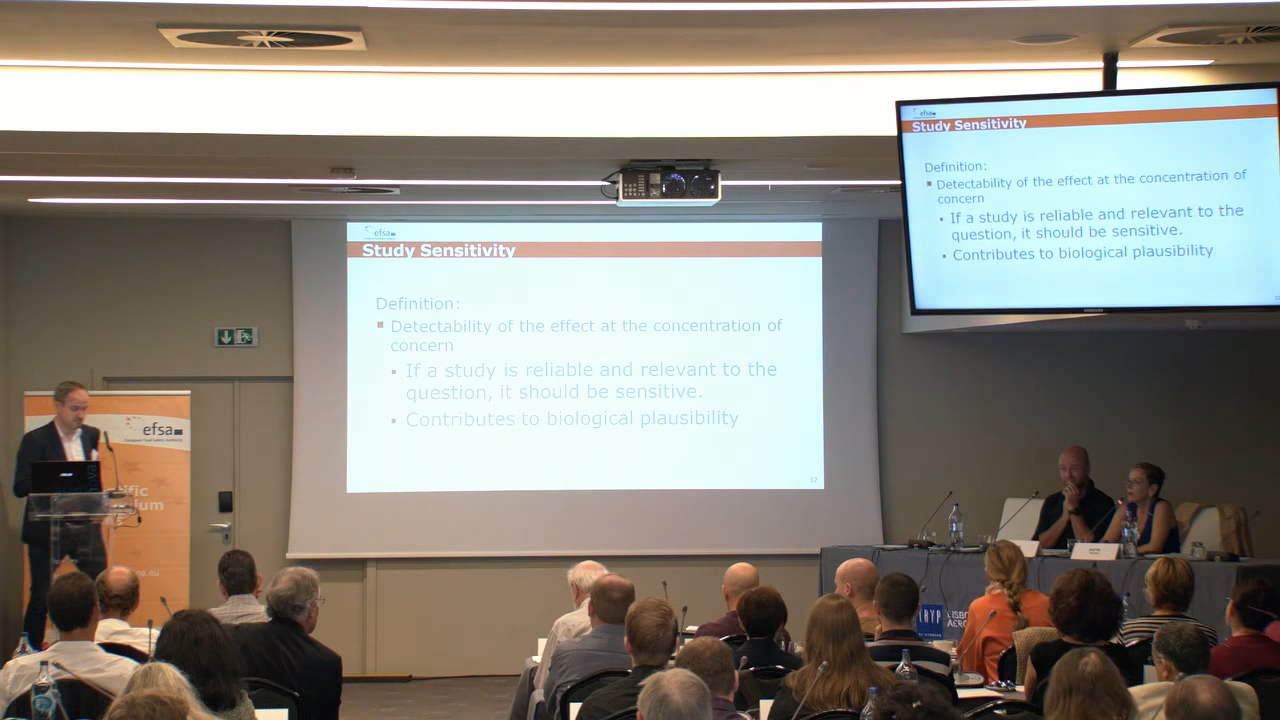 efsa
Study Sensitivity
Definition:
Detectability of the effect at the concentration of
concern
If a study is reliable and relevant to the
question, it should be sensitive.
Contributes to biological plausibility
12
efsa
Study Sensitivity
Definition:
Detectability of the effect at the concentration of
concern
If a study is reliable and relevant to the
question, it should be sensitive.
Contributes to biological plausibility
efsa
European Food Safety Authority
TRYP